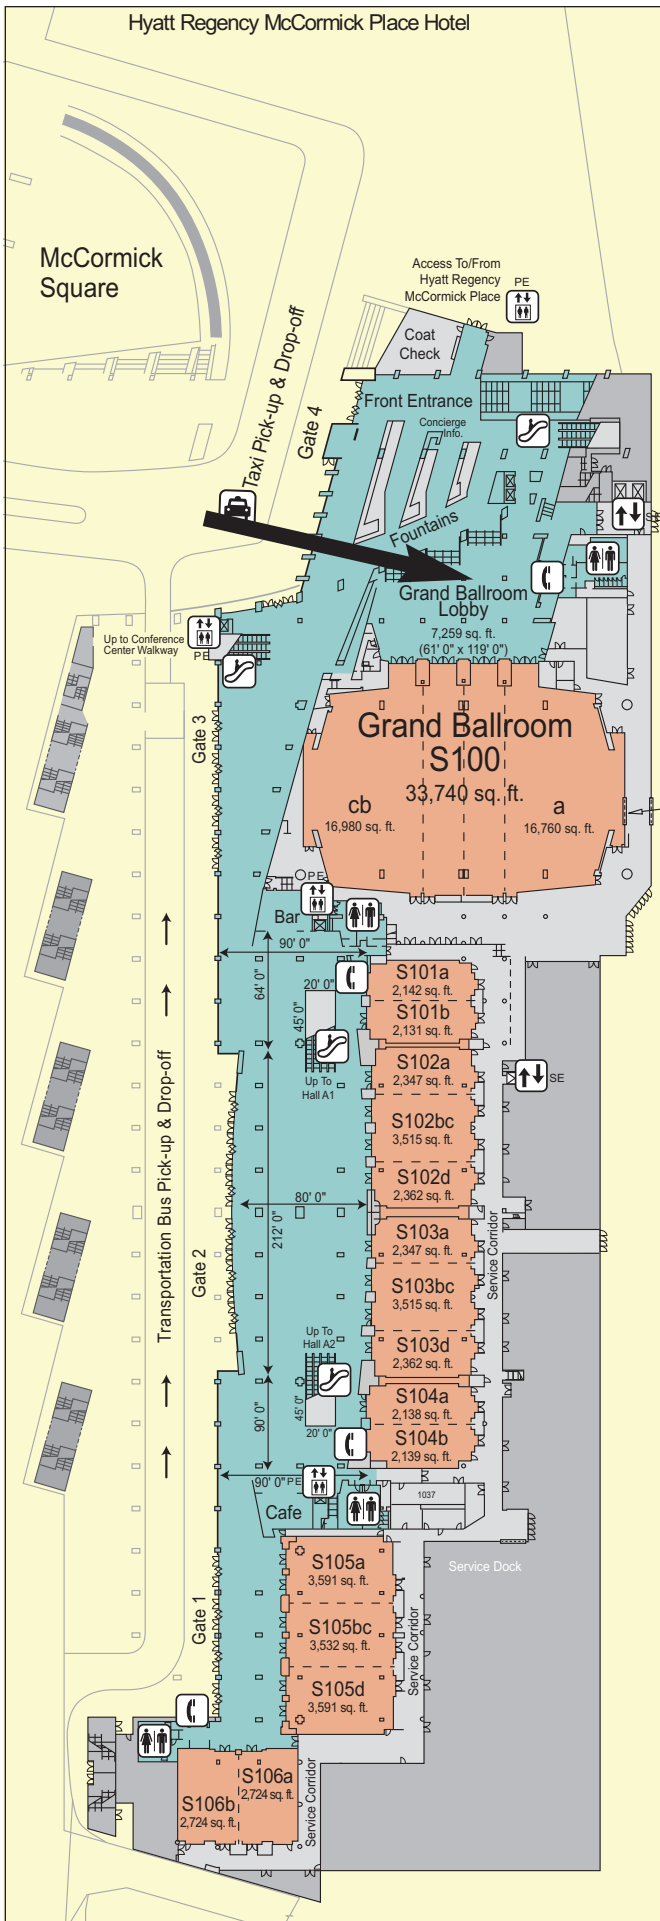 Hyatt Regency McCormick Place Hotel
McCormick
Square
Access To/From
Hyatt Regency
McCormick Place
PE
Coat
Check
Taxi Pick-up & Drop-off
Gate 4
Front Entrance
Concierge
Info.
Fountains
Grand Ballroom
Lobby
7,259 sq. ft.
(61' 0" x 119' 0")
Up to Conference
Center Walkway
PE
Gate 3
Grand Ballroom
S100
33,740 sq. ft.
cb
16,980 sq. ft.
a
16,760 sq. ft.
PE
Bar
90' 0"
64' 0"
20' 0"
45' 0"
Up To
Hall A1
S101a
2,142 sq. ft.
S101b
2,131 sq. ft.
S102a
2,347 sq. ft.
SE
S102bc
3,515 sq. ft.
S102d
2,362 sq. ft.
Transportation Bus Pick-up & Drop-off
Gate 2
80' 0"
212' 0"
Service Corridor
S103a
2,347 sq. ft.
S103bc
3,515 sq. ft.
S103d
2,362 sq. ft.
Up To
Hall A2
45' 0"
20' 0"
90' 0"
S104a
2,138 sq. ft.
S104b
2,139 sq. ft.
90' 0"
PE
Cafe
1037
Service Dock
S105a
3,591 sq. ft.
S105bc
3,532 sq. ft.
S105d
3,591 sq. ft.
Service Corridor
Gate 1
S106a
2,724 sq. ft.
S106b
2,724 sq. ft.
Service Corridor